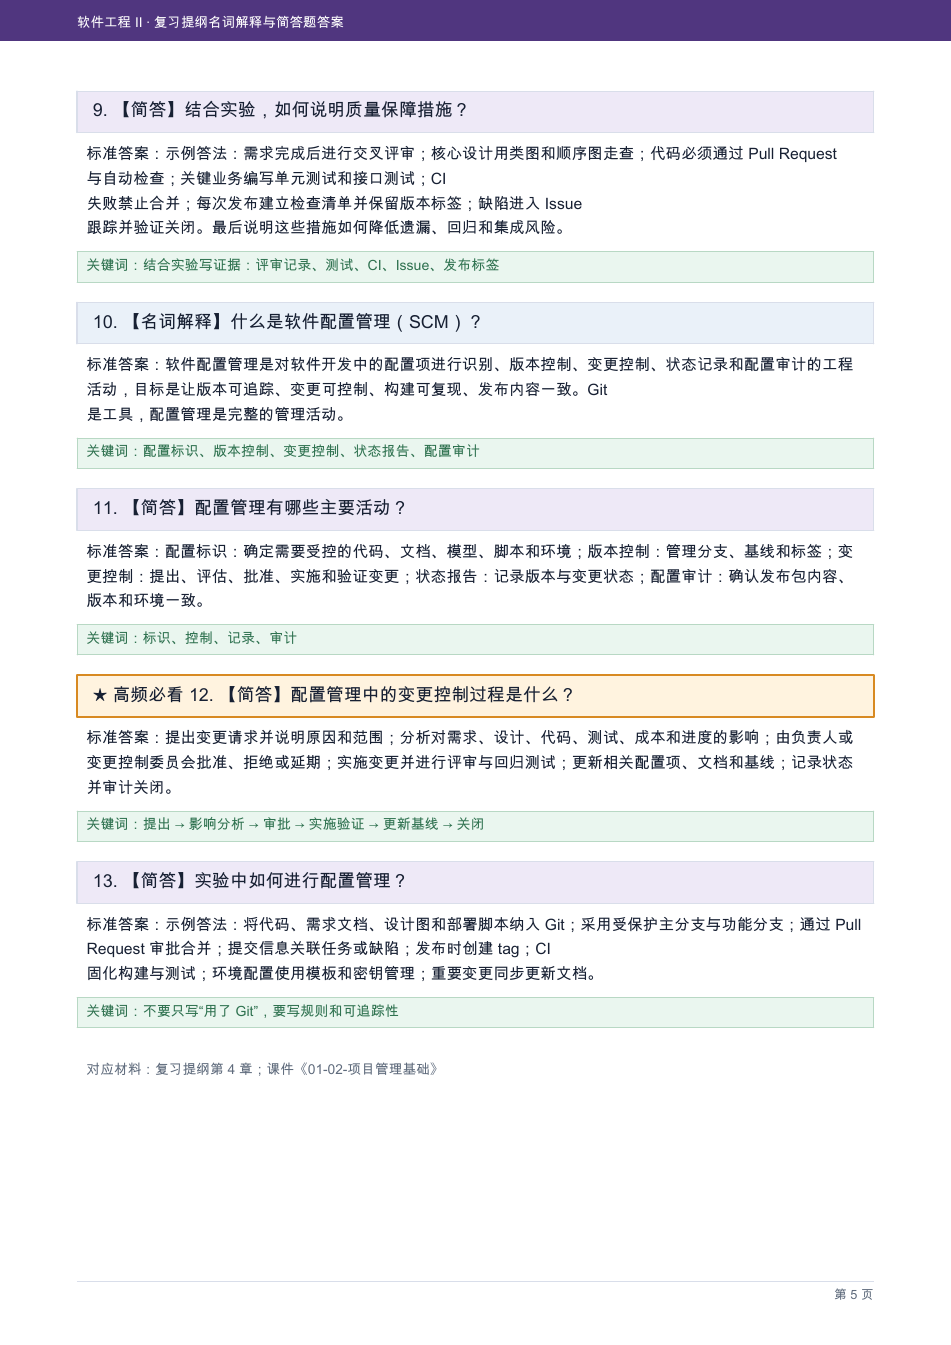 软件工程 II · 复习提纲名词解释与简答题答案
9. 【简答】结合实验，如何说明质量保障措施？
标准答案：示例答法：需求完成后进行交叉评审；核心设计用类图和顺序图走查；代码必须通过 Pull Request
与自动检查；关键业务编写单元测试和接口测试；CI
失败禁止合并；每次发布建立检查清单并保留版本标签；缺陷进入 Issue
跟踪并验证关闭。最后说明这些措施如何降低遗漏、回归和集成风险。
关键词：结合实验写证据：评审记录、测试、CI、Issue、发布标签
10. 【名词解释】什么是软件配置管理（SCM）？
标准答案：软件配置管理是对软件开发中的配置项进行识别、版本控制、变更控制、状态记录和配置审计的工程
活动，目标是让版本可追踪、变更可控制、构建可复现、发布内容一致。Git
是工具，配置管理是完整的管理活动。
关键词：配置标识、版本控制、变更控制、状态报告、配置审计
11. 【简答】配置管理有哪些主要活动？
标准答案：配置标识：确定需要受控的代码、文档、模型、脚本和环境；版本控制：管理分支、基线和标签；变
更控制：提出、评估、批准、实施和验证变更；状态报告：记录版本与变更状态；配置审计：确认发布包内容、
版本和环境一致。
关键词：标识、控制、记录、审计
★ 高频必看 12. 【简答】配置管理中的变更控制过程是什么？
标准答案：提出变更请求并说明原因和范围；分析对需求、设计、代码、测试、成本和进度的影响；由负责人或
变更控制委员会批准、拒绝或延期；实施变更并进行评审与回归测试；更新相关配置项、文档和基线；记录状态
并审计关闭。
关键词：提出 → 影响分析 → 审批 → 实施验证 → 更新基线 → 关闭
13. 【简答】实验中如何进行配置管理？
标准答案：示例答法：将代码、需求文档、设计图和部署脚本纳入 Git；采用受保护主分支与功能分支；通过 Pull
Request 审批合并；提交信息关联任务或缺陷；发布时创建 tag；CI
固化构建与测试；环境配置使用模板和密钥管理；重要变更同步更新文档。
关键词：不要只写“用了 Git”，要写规则和可追踪性
对应材料：复习提纲第 4 章；课件《01-02-项目管理基础》
第 5 页